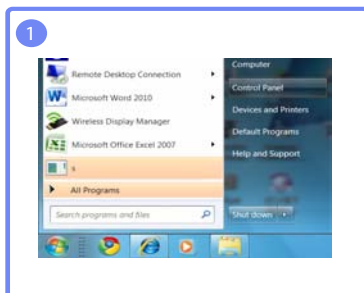 1
Computer
Remote Desktop Connection
Control Panel
Microsoft Word 2010
Devices and Printers
Wireless Display Manager
Default Programs
Microsoft Office Excel 2007
Help and Support
s
All Programs
Search programs and files
Shut down